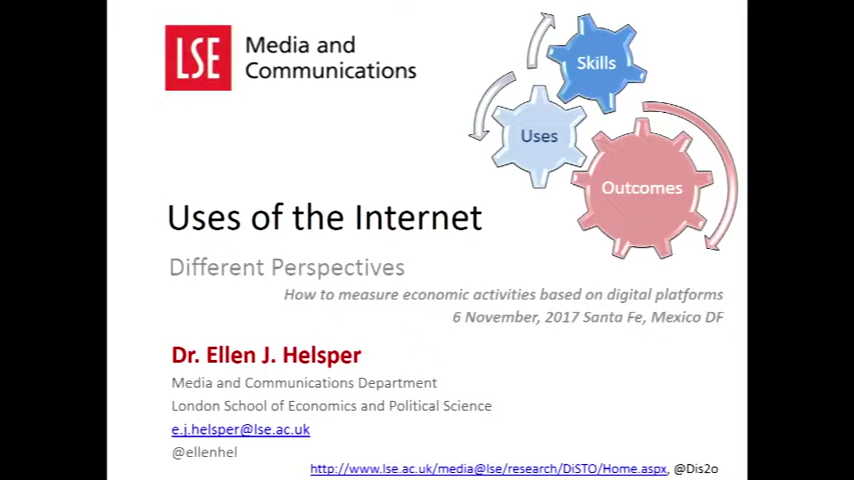 LSE
Media and
Communications
Skills
Uses
Outcomes
Uses of the Internet
Different Perspectives
How to measure economic activities based on digital platforms
6 November, 2017 Santa Fe, Mexico DF
Dr. Ellen J. Helsper
Media and Communications Department
London School of Economics and Political Science
e.j.helsper@lse.ac.uk
@ellenhel
http://www.lse.ac.uk/media@lse/research/DiSTO/Home.aspx, @Dis2o